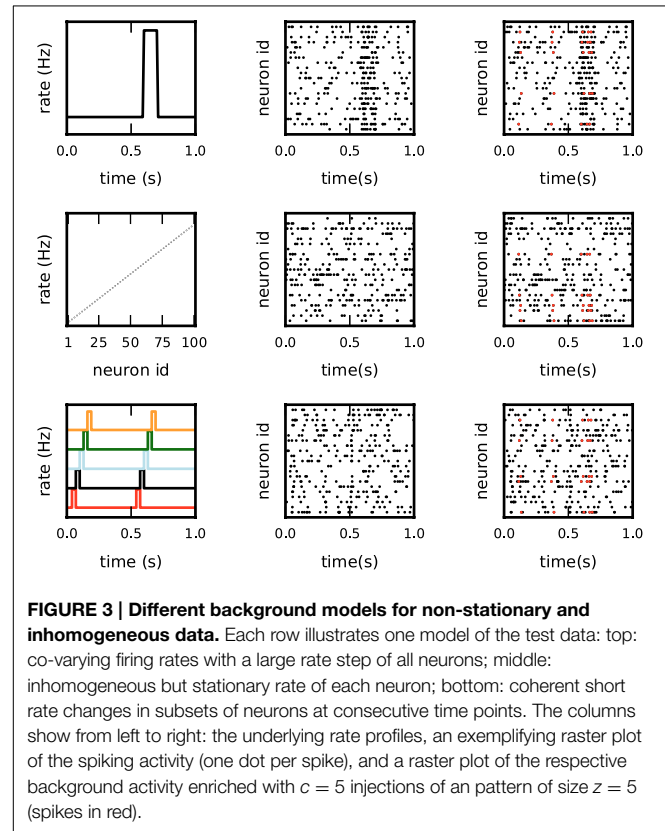 rate (Hz)
0.0 0.5 1.0
time (s)
neuron id
0.0 0.5 1.0
time(s)
neuron id
0.0 0.5 1.0
time(s)
rate (Hz)
1 25 50 75 100
neuron id
neuron id
0.0 0.5 1.0
time(s)
neuron id
0.0 0.5 1.0
time(s)
rate (Hz)
0.0 0.5 1.0
time (s)
neuron id
0.0 0.5 1.0
time(s)
neuron id
0.0 0.5 1.0
time(s)
FIGURE 3 | Different background models for non-stationary and
inhomogeneous data. Each row illustrates one model of the test data: top:
co-varying firing rates with a large rate step of all neurons; middle:
inhomogeneous but stationary rate of each neuron; bottom: coherent short
rate changes in subsets of neurons at consecutive time points. The columns
show from left to right: the underlying rate profiles, an exemplifying raster plot
of the spiking activity (one dot per spike), and a raster plot of the respective
background activity enriched with c = 5 injections of an pattern of size z = 5
(spikes in red).